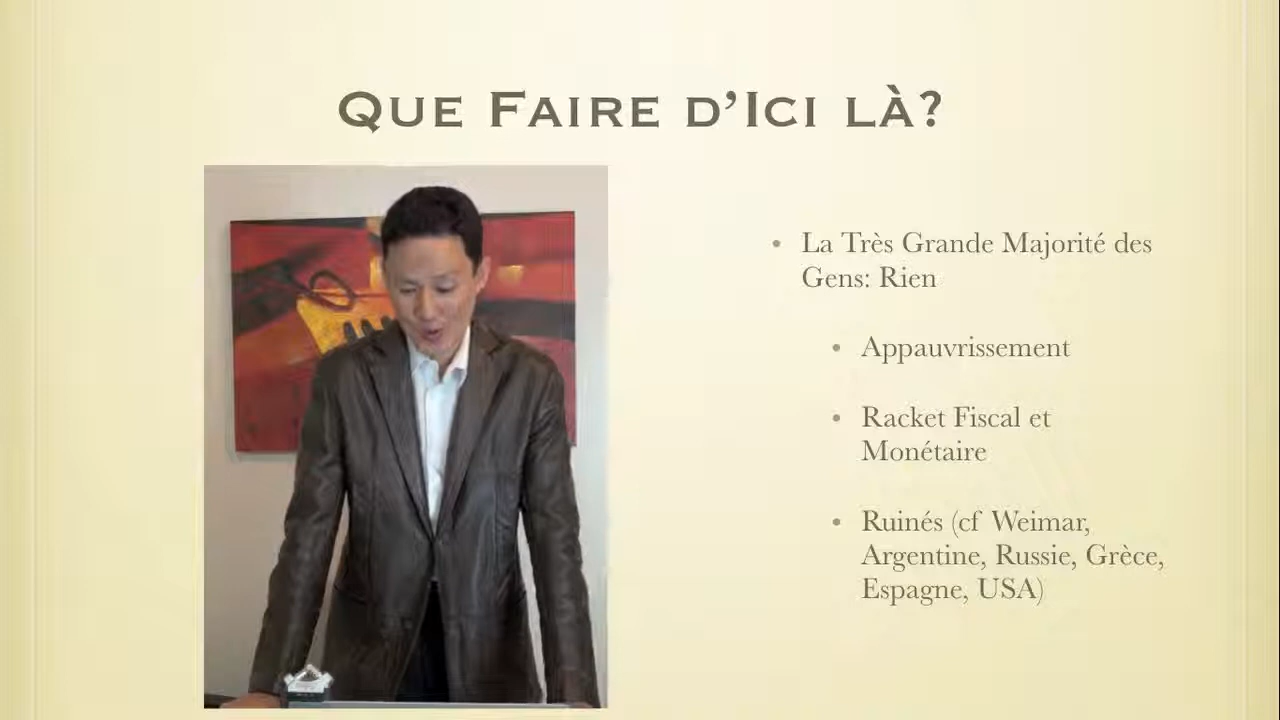 Que Faire d’Ici là?
• La Très Grande Majorité des
Gens: Rien
• Appauvrissement
• Racket Fiscal et
Monétaire
• Ruinés (cf Weimar,
Argentine, Russie, Grèce,
Espagne, USA)